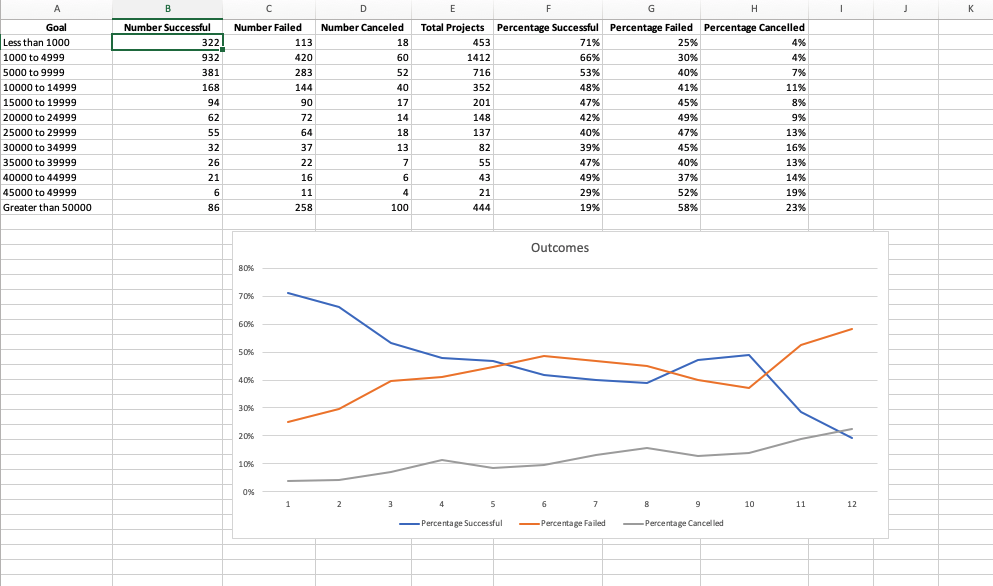 A B C D E F G H I J K
Goal Number Successful Number Failed Number Canceled Total Projects Percentage Successful Percentage Failed Percentage Cancelled
Less than 1000 322 113 18 453 71% 25% 4%
1000 to 4999 932 420 60 1412 66% 30% 4%
5000 to 9999 381 283 52 716 53% 40% 7%
10000 to 14999 168 144 40 352 48% 41% 11%
15000 to 19999 94 90 17 201 47% 45% 8%
20000 to 24999 62 72 14 148 42% 49% 9%
25000 to 29999 55 64 18 137 40% 47% 13%
30000 to 34999 32 37 13 82 39% 45% 16%
35000 to 39999 26 22 7 55 47% 40% 13%
40000 to 44999 21 16 6 43 49% 37% 14%
45000 to 49999 6 11 4 21 29% 52% 19%
Greater than 50000 86 258 100 444 19% 58% 23%
Outcomes
80%
70%
60%
50%
40%
30%
20%
10%
0%
1 2 3 4 5 6 7 8 9 10 11 12
Percentage Successful Percentage Failed Percentage Cancelled